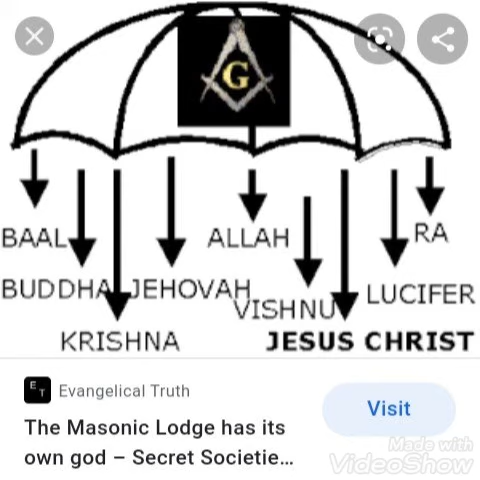 G
BAAL
ALLAH
RA
BUDDHA
JEHOVAH
VISHNU
LUCIFER
KRISHNA
JESUS CHRIST
E
T
Evangelical Truth
Visit
The Masonic Lodge has its
own god – Secret Societie...
Made with
VideoShow